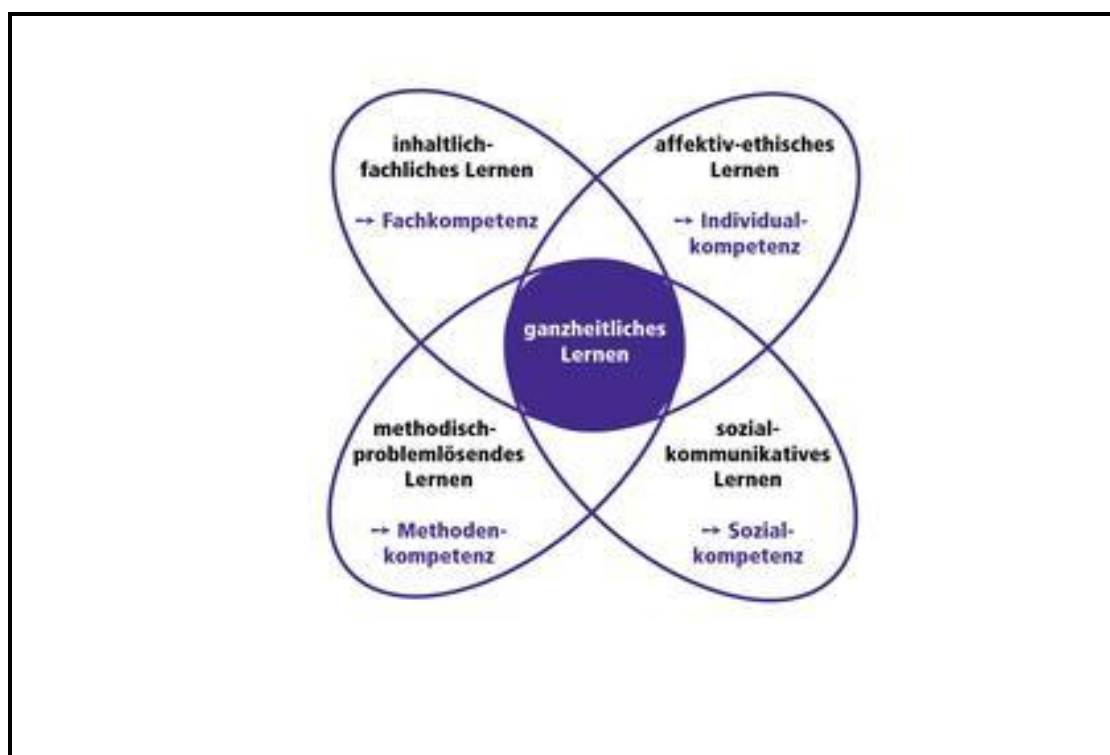 inhaltlich-
fachliches Lernen
→ Fachkompetenz
affektiv-ethisches
Lernen
→ Individual-
kompetenz
ganzheitliches
Lernen
methodisch-
problemlösendes
Lernen
→ Methoden-
kompetenz
sozial-
kommunikatives
Lernen
→ Sozial-
kompetenz